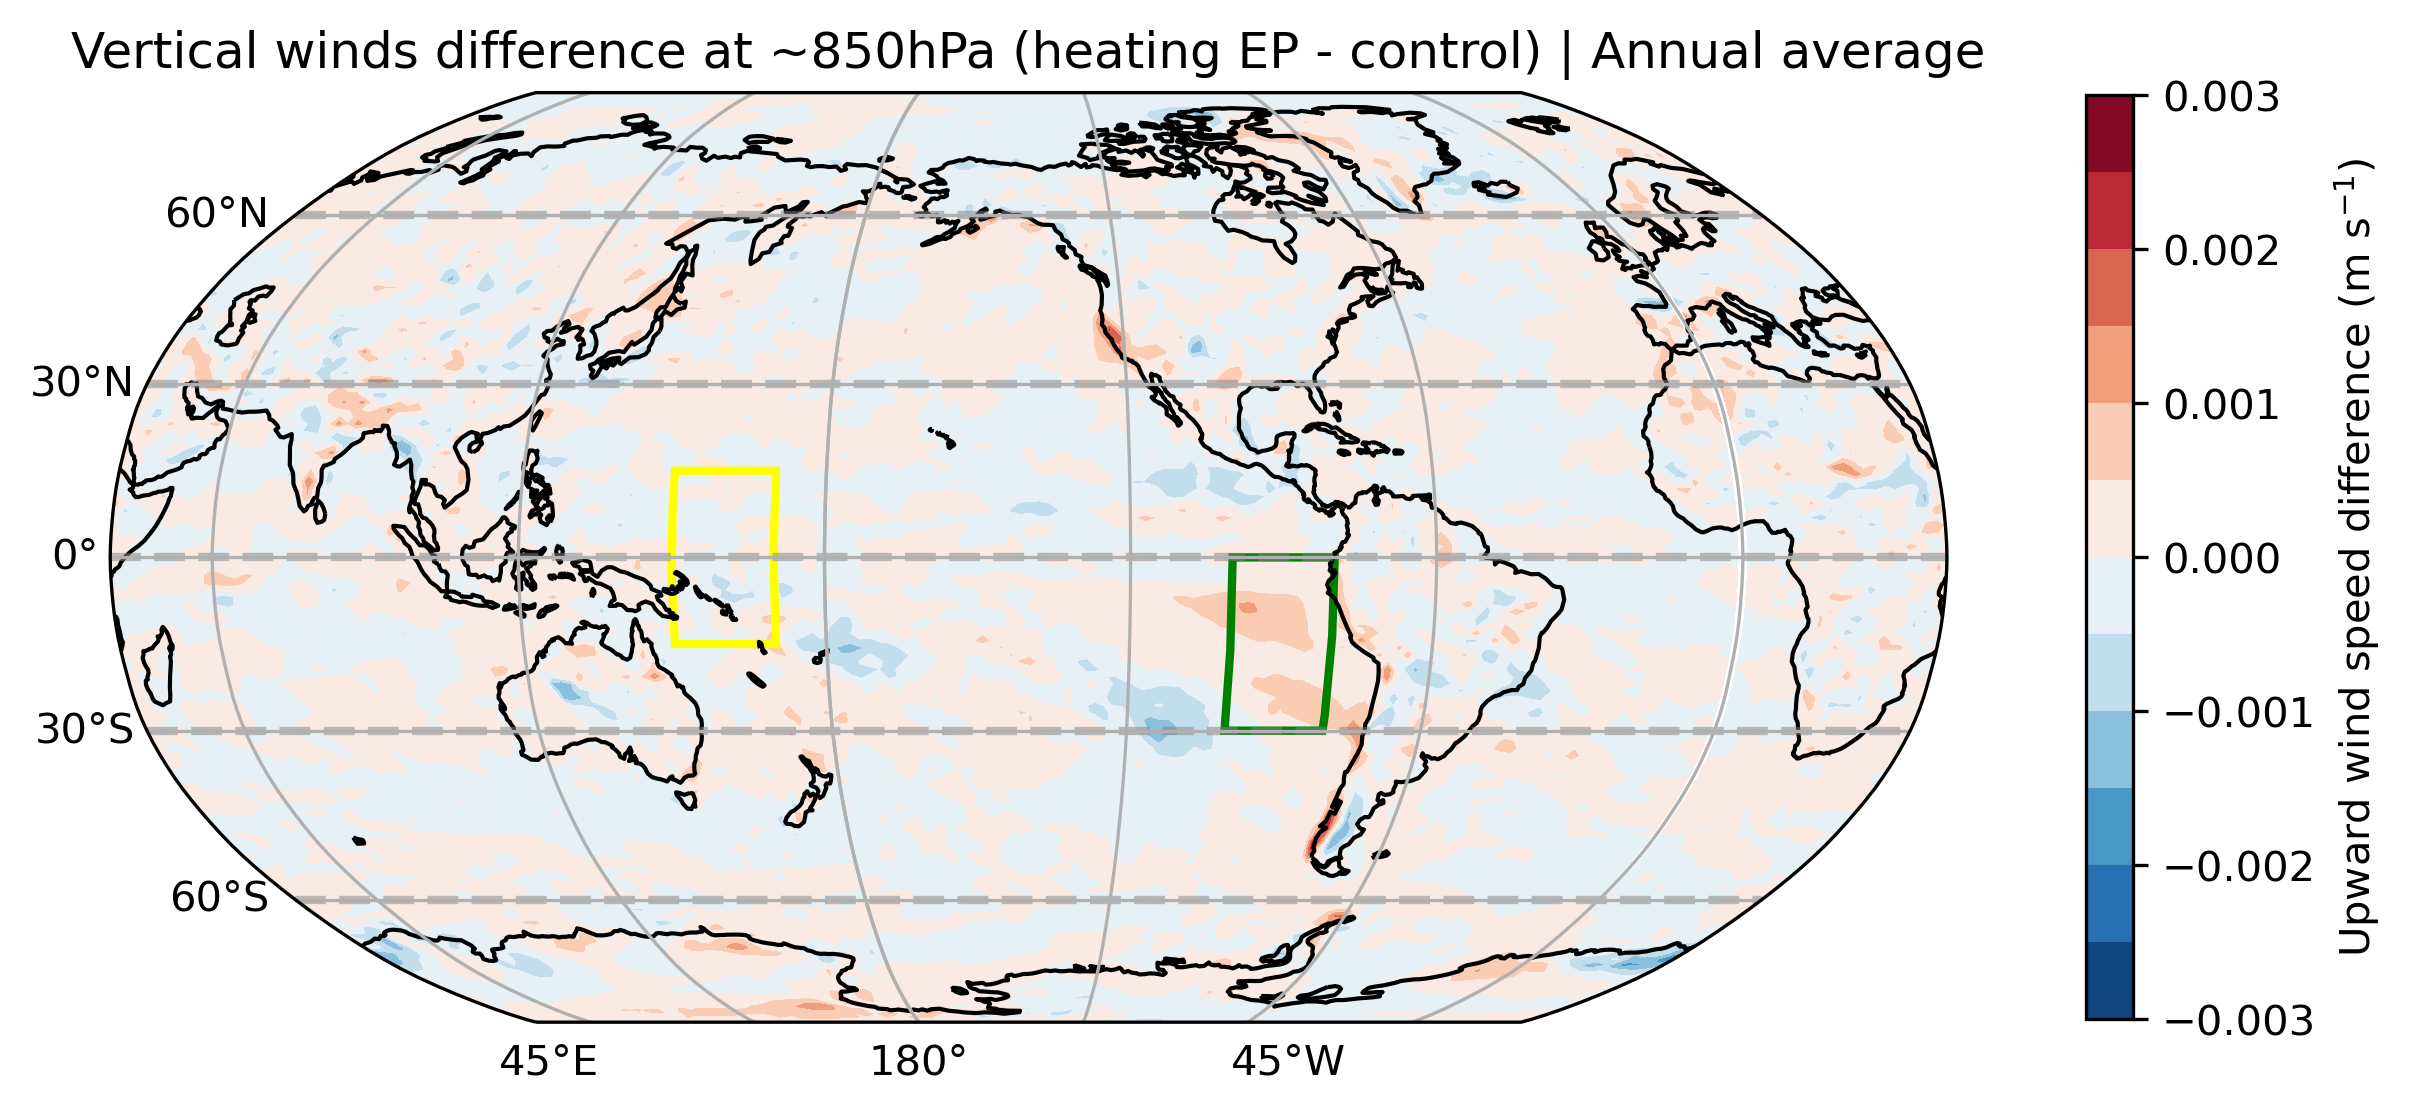 Vertical winds difference at ~850hPa (heating EP - control) | Annual average
60°N
30°N
0°
30°S
60°S
45°E
180°
45°W
0.003
0.002
0.001
0.000
−0.001
−0.002
−0.003
Upward wind speed difference (m s⁻¹)